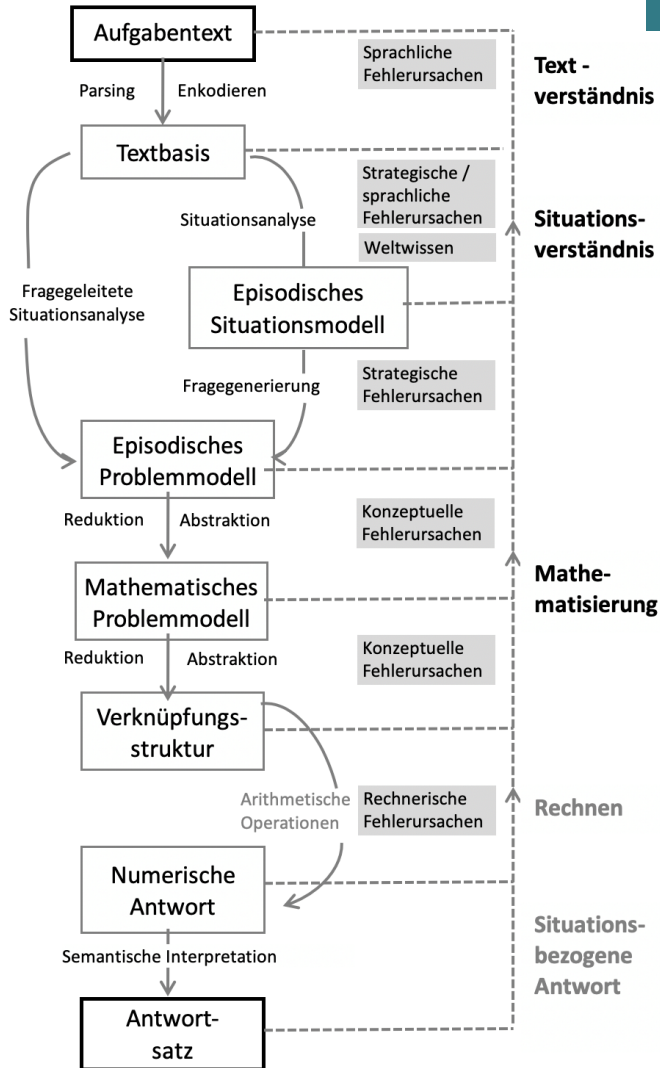 Aufgabentext
Sprachliche
Fehlerursachen
Text -
verständnis
Parsing
Enkodieren
Textbasis
Strategische /
sprachliche
Fehlerursachen
Situationsanalyse
Situations-
verständnis
Weltwissen
Fragegeleitete
Situationsanalyse
Episodisches
Situationsmodell
Fragegenerierung
Strategische
Fehlerursachen
Episodisches
Problemmodell
Reduktion
Abstraktion
Konzeptuelle
Fehlerursachen
Mathematisches
Problemmodell
Mathe-
matisierung
Reduktion
Abstraktion
Konzeptuelle
Fehlerursachen
Verknüpfungs-
struktur
Arithmetische
Operationen
Rechnerische
Fehlerursachen
Rechnen
Numerische
Antwort
Situations-
bezogene
Antwort
Semantische Interpretation
Antwort-
satz